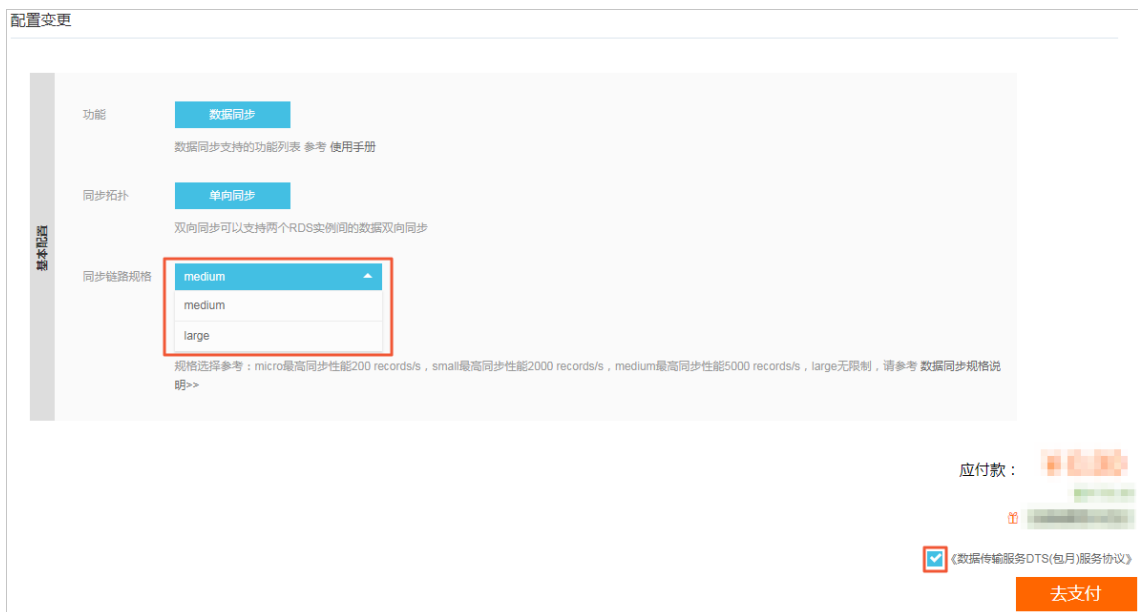 配置变更
基本配置
功能
数据同步
数据同步支持的功能列表 参考 使用手册
同步拓扑
单向同步
双向同步可以支持两个RDS实例间的数据双向同步
同步链路规格
medium
medium
large
规格选择参考：micro最高同步性能200 records/s，small最高同步性能2000 records/s，medium最高同步性能5000 records/s，large无限制，请参考 数据同步规格说
明>>
应付款：
《数据传输服务DTS(包月)服务协议》
去支付